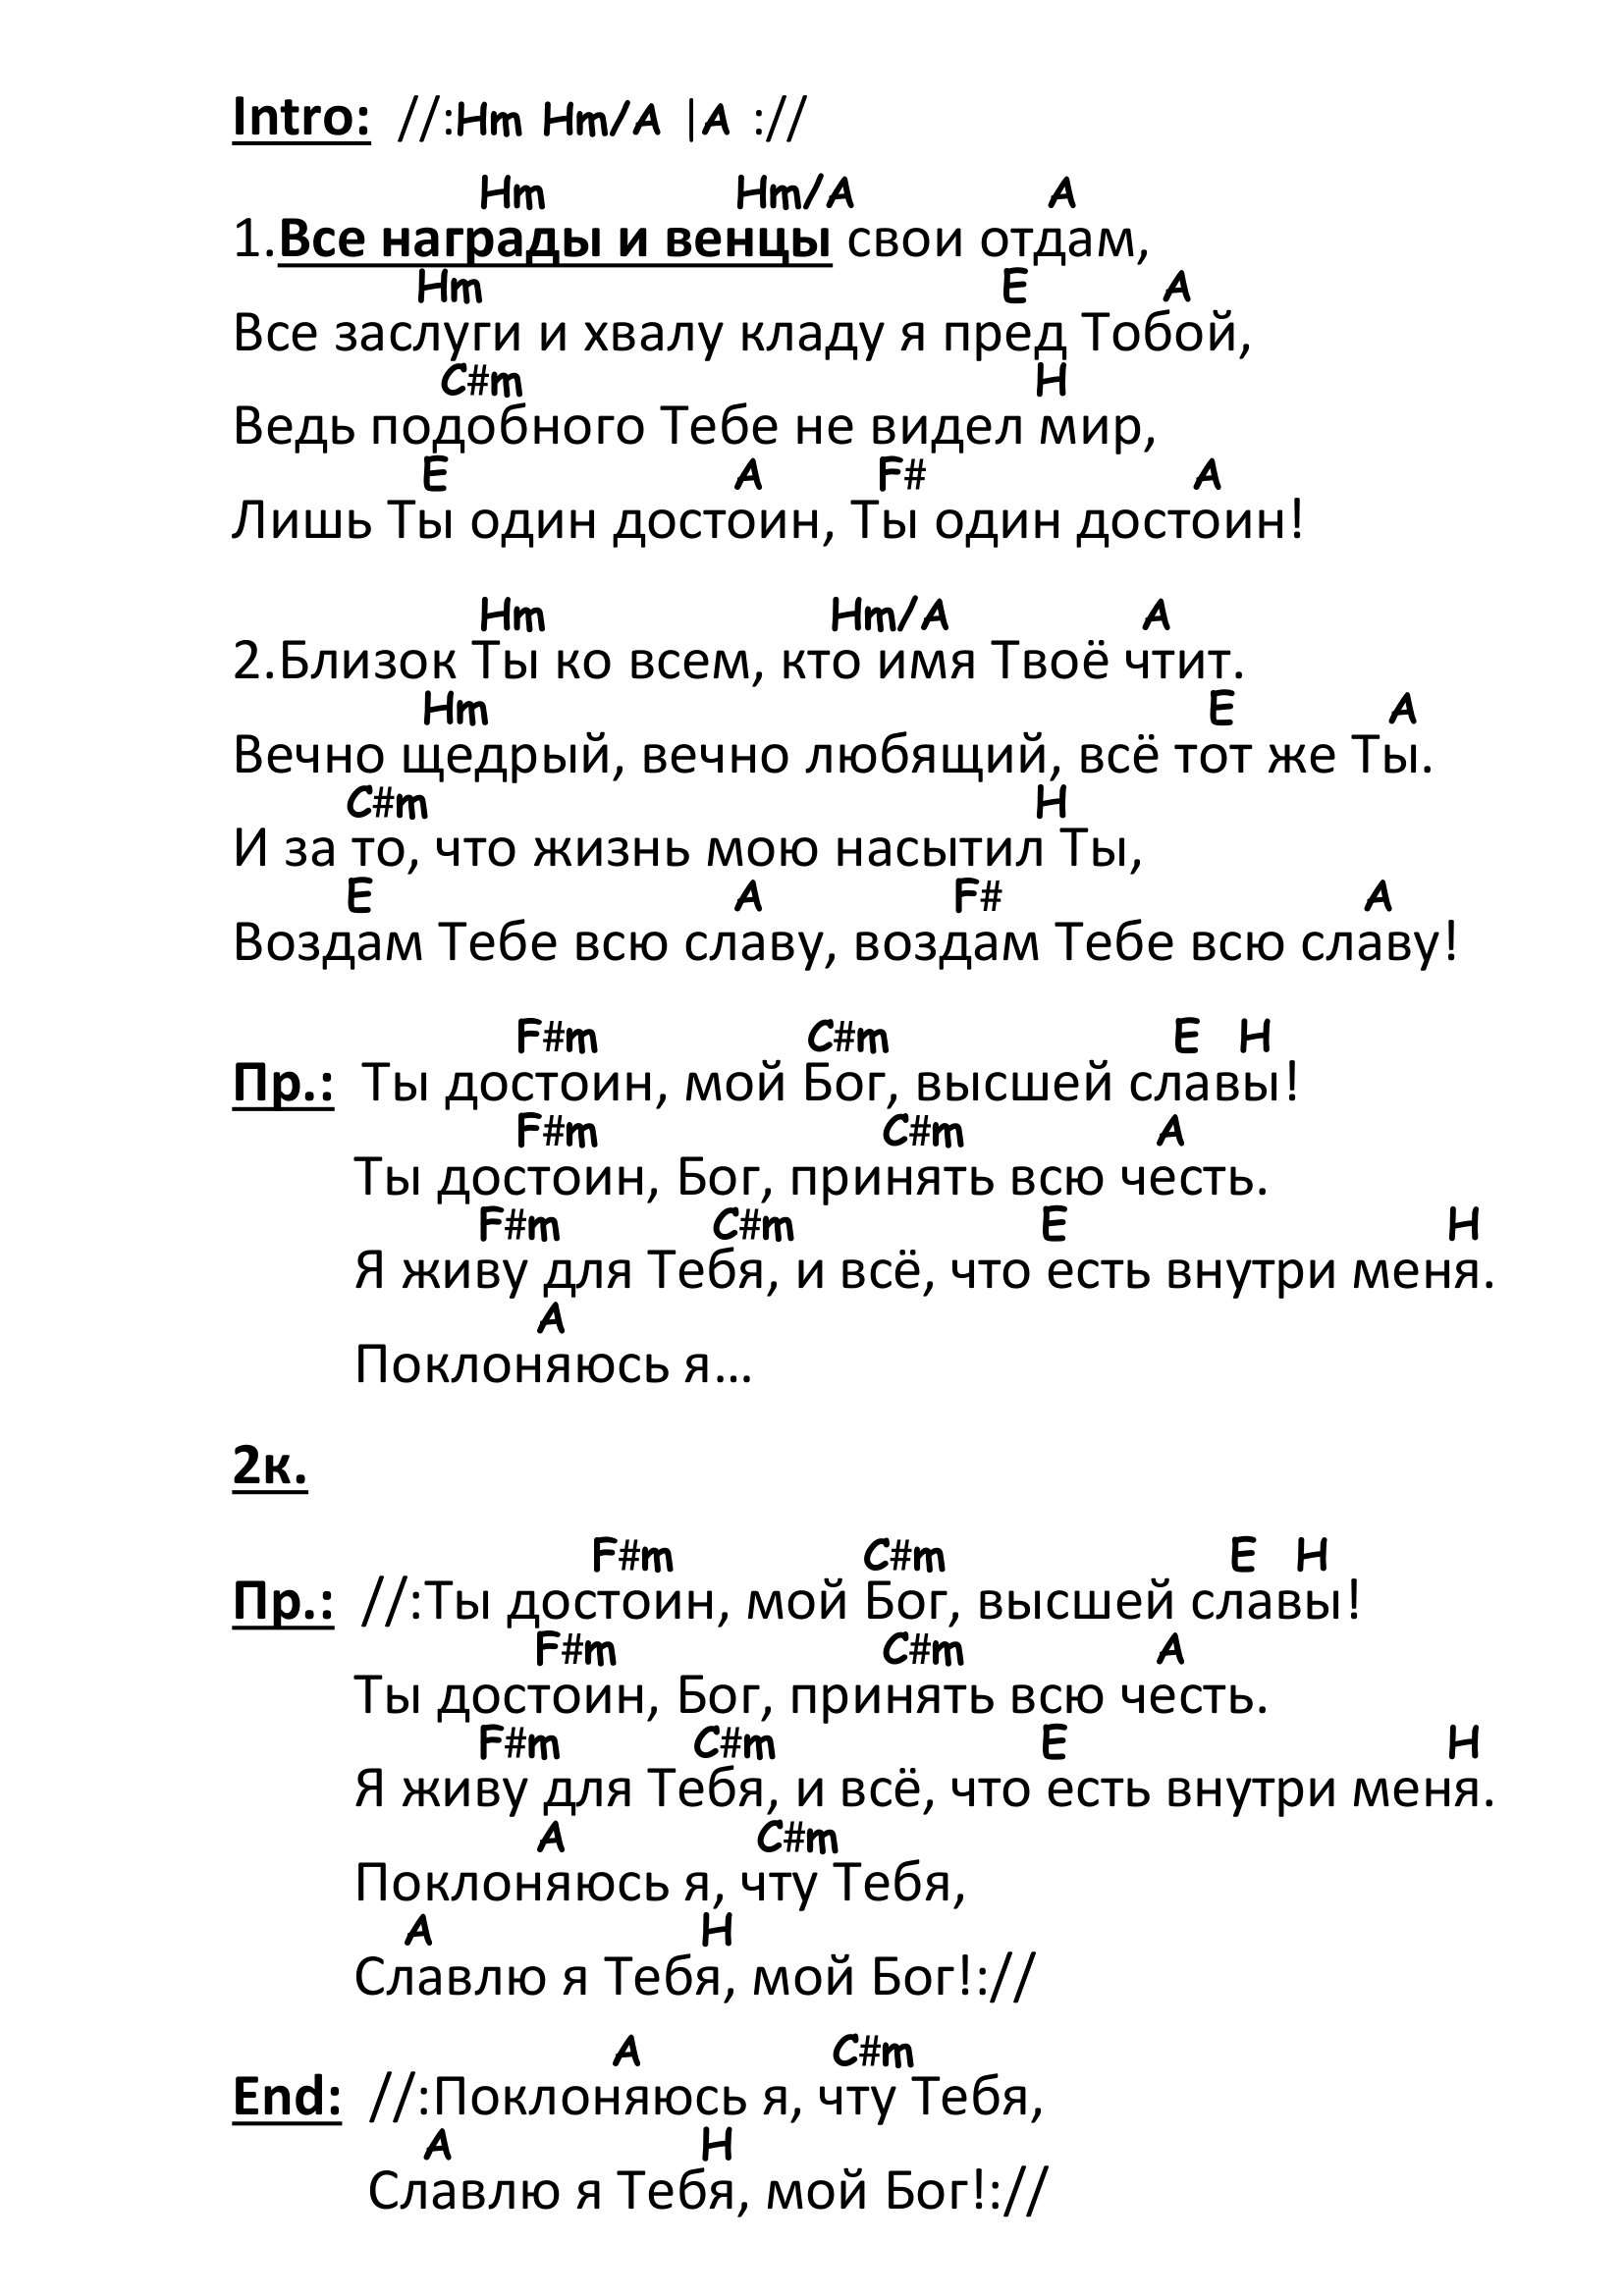 Intro: //:Hm Hm/A |A ://
Hm Hm/A A
1.Все награды и венцы свои отдам,
Hm E A
Все заслуги и хвалу кладу я пред Тобой,
C#m H
Ведь подобного Тебе не видел мир,
E A F# A
Лишь Ты один достоин, Ты один достоин!
Hm Hm/A A
2.Близок Ты ко всем, кто имя Твоё чтит.
Hm E A
Вечно щедрый, вечно любящий, всё тот же Ты.
C#m H
И за то, что жизнь мою насытил Ты,
E A F# A
Воздам Тебе всю славу, воздам Тебе всю славу!
F#m C#m E H
Пр.: Ты достоин, мой Бог, высшей славы!
F#m C#m A
Ты достоин, Бог, принять всю честь.
F#m C#m E H
Я живу для Тебя, и всё, что есть внутри меня.
A
Поклоняюсь я…
2к.
F#m C#m E H
Пр.: //:Ты достоин, мой Бог, высшей славы!
F#m C#m A
Ты достоин, Бог, принять всю честь.
F#m C#m E H
Я живу для Тебя, и всё, что есть внутри меня.
A C#m
Поклоняюсь я, чту Тебя,
A H
Славлю я Тебя, мой Бог!://
A C#m
End: //:Поклоняюсь я, чту Тебя,
A H
Славлю я Тебя, мой Бог!://